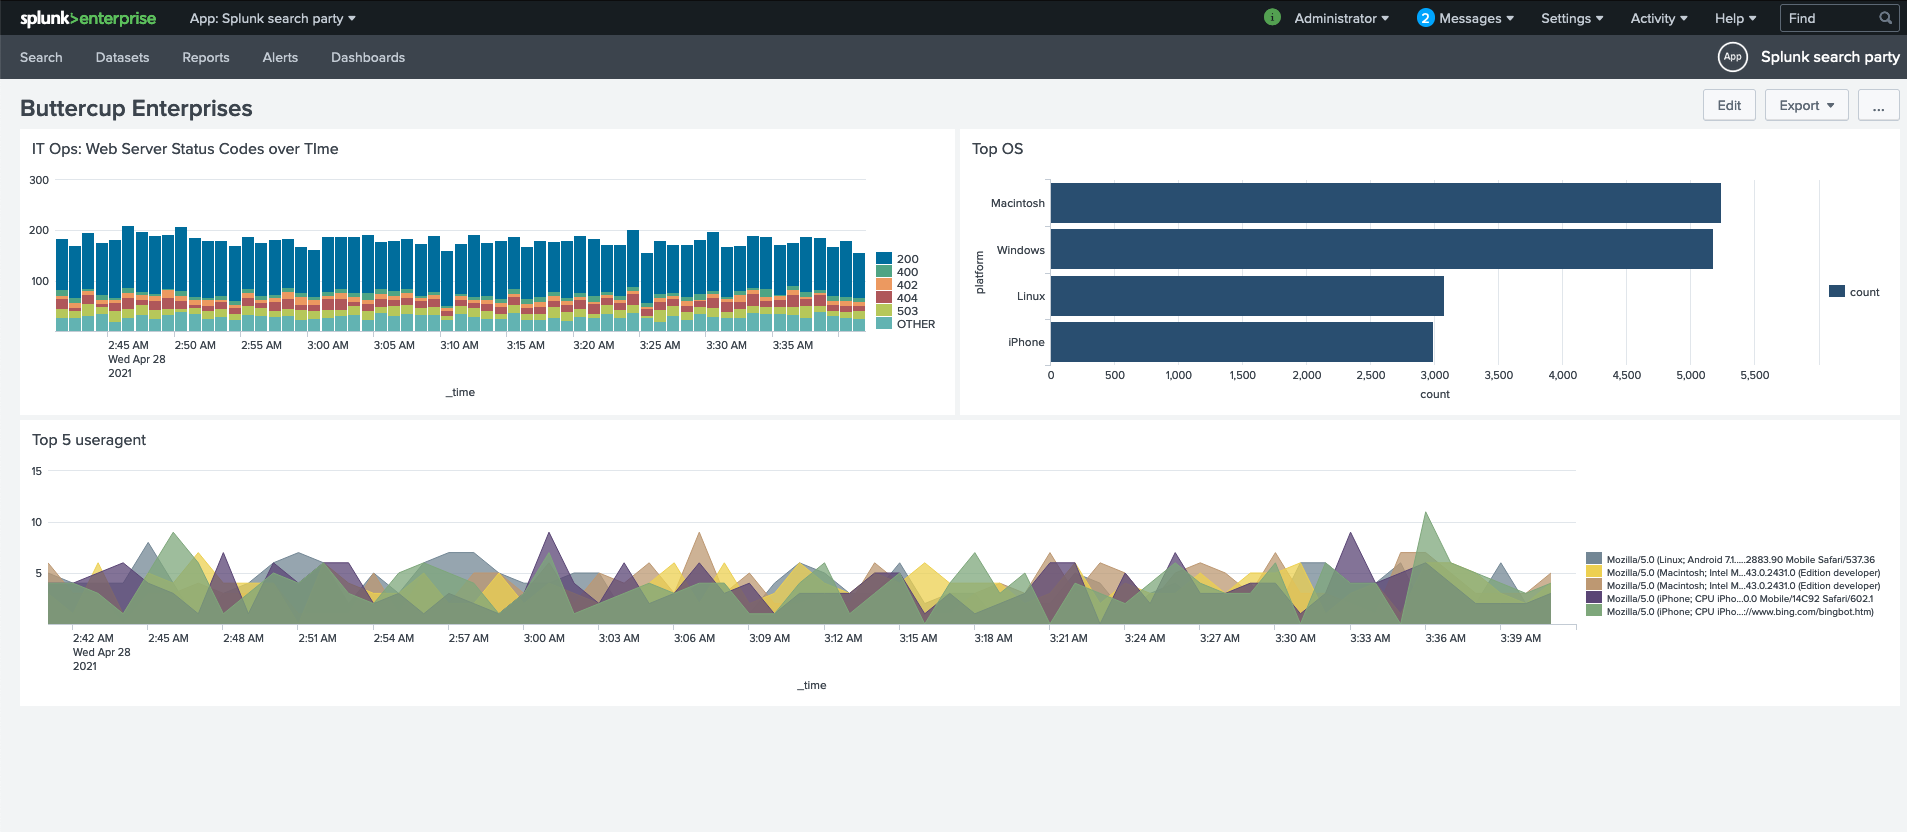 splunk>enterprise App: Splunk search party
i Administrator 2 Messages Settings Activity Help Find
Search Datasets Reports Alerts Dashboards
App Splunk search party
Buttercup Enterprises
Edit Export ...
IT Ops: Web Server Status Codes over TIme
300
200
100
2:45 AM 2:50 AM 2:55 AM 3:00 AM 3:05 AM 3:10 AM 3:15 AM 3:20 AM 3:25 AM 3:30 AM 3:35 AM
Wed Apr 28
2021
_time
200
400
402
404
503
OTHER
Top OS
platform
Macintosh
Windows
Linux
iPhone
0 500 1,000 1,500 2,000 2,500 3,000 3,500 4,000 4,500 5,000 5,500
count
count
Top 5 useragent
15
10
5
2:42 AM 2:45 AM 2:48 AM 2:51 AM 2:54 AM 2:57 AM 3:00 AM 3:03 AM 3:06 AM 3:09 AM 3:12 AM 3:15 AM 3:18 AM 3:21 AM 3:24 AM 3:27 AM 3:30 AM 3:33 AM 3:36 AM 3:39 AM
Wed Apr 28
2021
_time
Mozilla/5.0 (Linux; Android 7.1.....2883.90 Mobile Safari/537.36
Mozilla/5.0 (Macintosh; Intel M...43.0.2431.0 (Edition developer)
Mozilla/5.0 (Macintosh; Intel M...43.0.2431.0 (Edition developer)
Mozilla/5.0 (iPhone; CPU iPho...0.0 Mobile/14C92 Safari/602.1
Mozilla/5.0 (iPhone; CPU iPho...://www.bing.com/bingbot.htm)